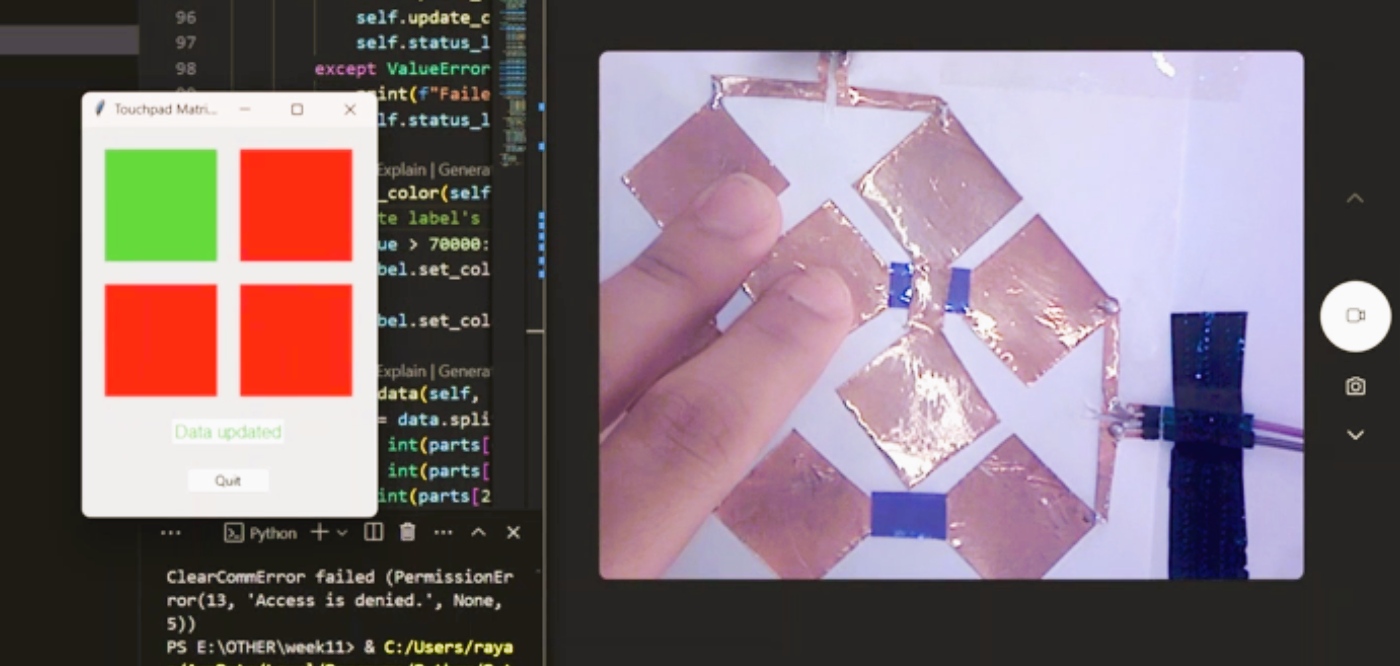 96
self.update_c
97
self.status_l
98
except ValueError
print(f"Faile
lf.status_l
Explain | Genera
_color(self
te label's
ue > 70000:
bel.set_col
bel.set_col
Explain | Genera
data(self,
= data.spli
int(parts[
int(parts[
int(parts[2
Touchpad Matri...
Data updated
Quit
Python
ClearCommError failed (PermissionEr
ror(13, 'Access is denied.', None,
5))
PS E:\OTHER\week11> & C:/Users/raya